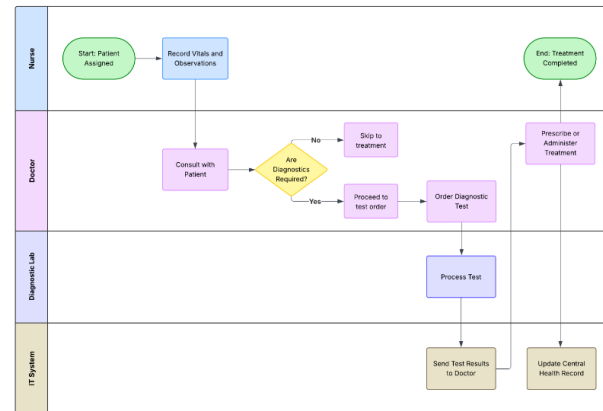 Nurse
Start: Patient
Assigned
Record Vitals and
Observations
End: Treatment
Completed
Doctor
Consult with
Patient
Are
Diagnostics
Required?
No
Skip to
treatment
Yes
Proceed to
test order
Order Diagnostic
Test
Prescribe or
Administer
Treatment
Diagnostic Lab
Process Test
IT System
Send Test Results
to Doctor
Update Central
Health Record